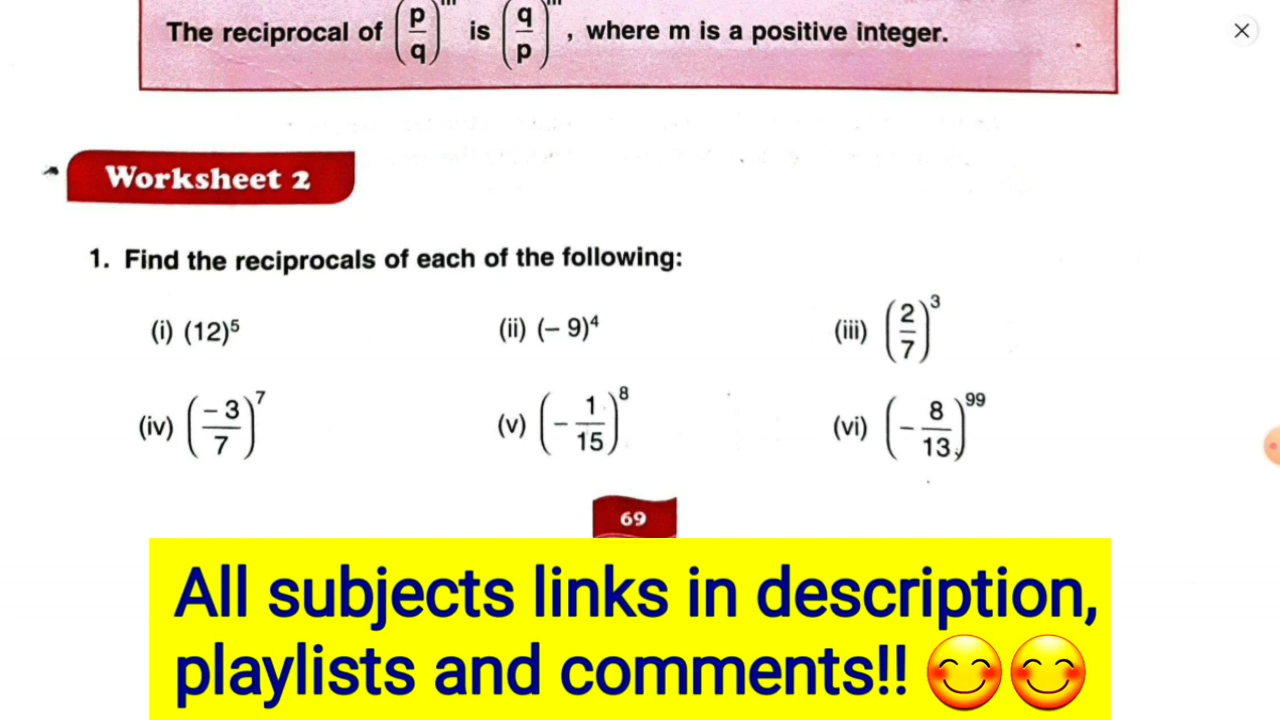 The reciprocal of (p/q)^m is (q/p)^m, where m is a positive integer.
Worksheet 2
1. Find the reciprocals of each of the following:
(i) (12)⁵ (ii) (– 9)⁴ (iii) (2/7)³
(iv) (– 3/7)⁷ (v) (– 1/15)⁸ (vi) (– 8/13)⁹⁹
69
All subjects links in description,
playlists and comments!! 😊😊